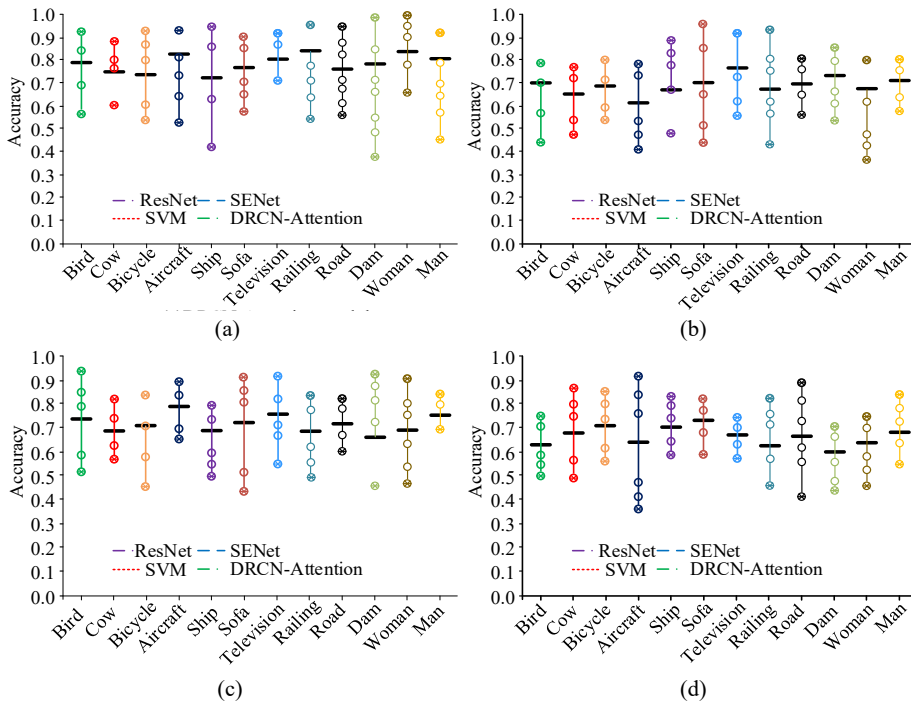 1.0
0.9
0.8
0.7
0.6
0.5
0.4
0.3
0.2
0.1
0.0
Accuracy
ResNet SENet
SVM DRCN-Attention
Bird Cow Bicycle Aircraft Ship Sofa Television Railing Road Dam Woman Man
(a)
1.0
0.9
0.8
0.7
0.6
0.5
0.4
0.3
0.2
0.1
0.0
Accuracy
ResNet SENet
SVM DRCN-Attention
Bird Cow Bicycle Aircraft Ship Sofa Television Railing Road Dam Woman Man
(b)
1.0
0.9
0.8
0.7
0.6
0.5
0.4
0.3
0.2
0.1
0.0
Accuracy
ResNet SENet
SVM DRCN-Attention
Bird Cow Bicycle Aircraft Ship Sofa Television Railing Road Dam Woman Man
(c)
1.0
0.9
0.8
0.7
0.6
0.5
0.4
0.3
0.2
0.1
0.0
Accuracy
ResNet SENet
SVM DRCN-Attention
Bird Cow Bicycle Aircraft Ship Sofa Television Railing Road Dam Woman Man
(d)